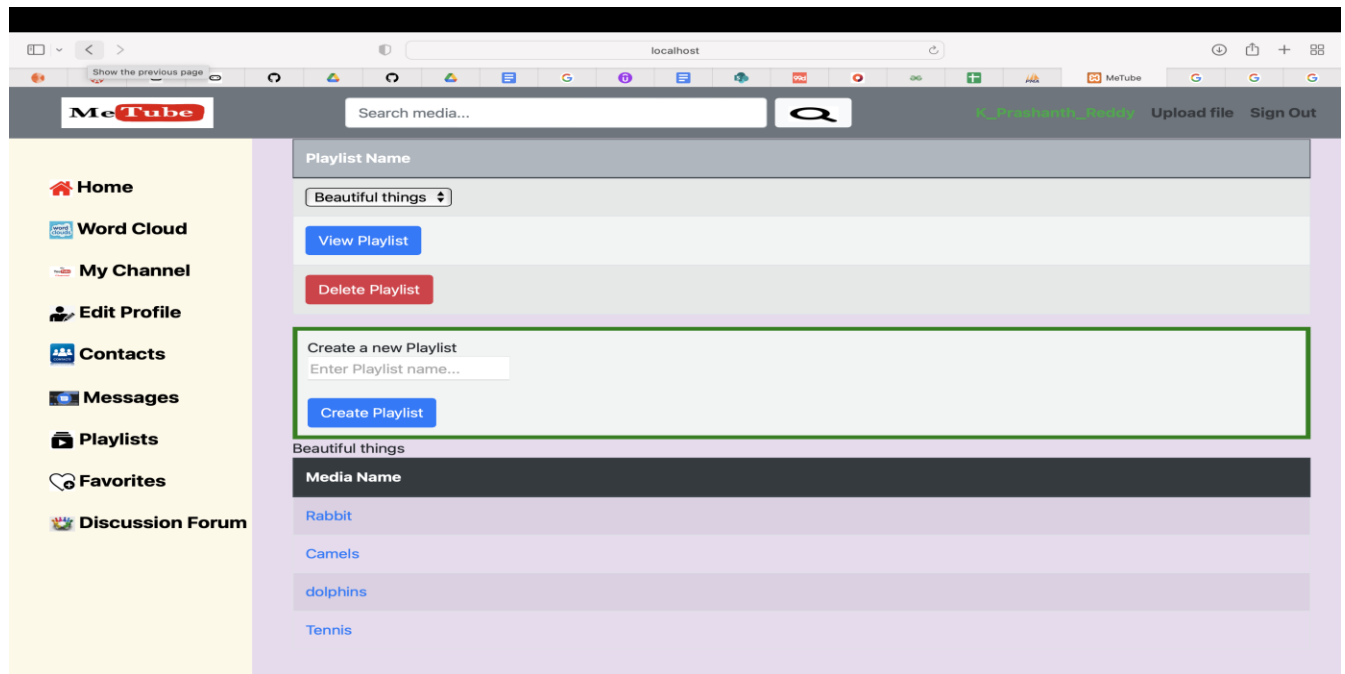 localhost
Show the previous page
MeTube
MeTube
Search media...
K_Prashanth_Reddy Upload file Sign Out
Home
Word Cloud
My Channel
Edit Profile
Contacts
Messages
Playlists
Favorites
Discussion Forum
Playlist Name
Beautiful things
View Playlist
Delete Playlist
Create a new Playlist
Enter Playlist name...
Create Playlist
Beautiful things
Media Name
Rabbit
Camels
dolphins
Tennis